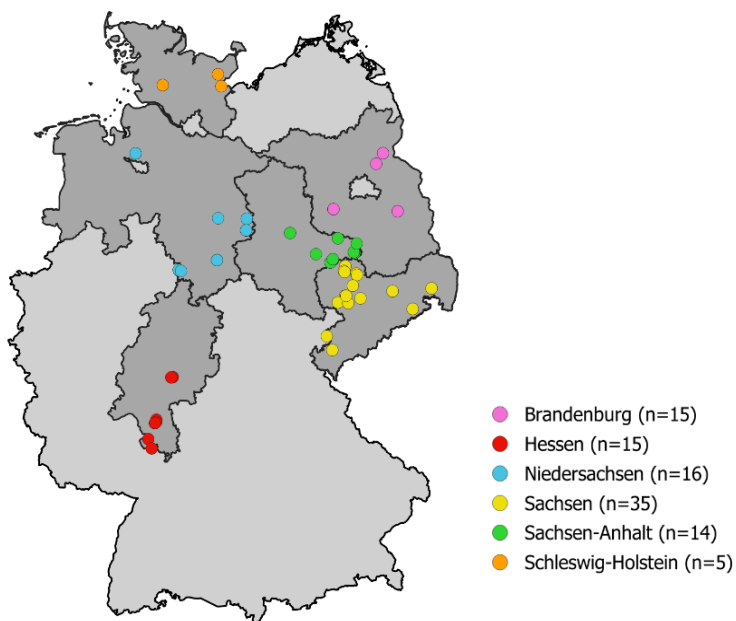 Brandenburg (n=15)
Hessen (n=15)
Niedersachsen (n=16)
Sachsen (n=35)
Sachsen-Anhalt (n=14)
Schleswig-Holstein (n=5)